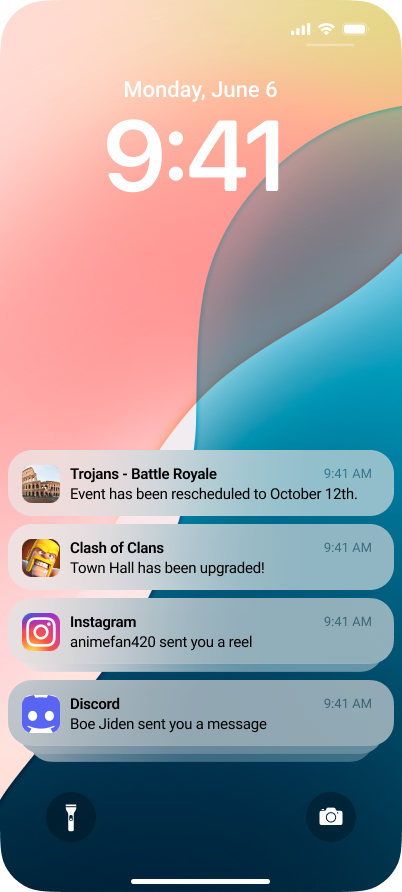 Monday, June 6
9:41
Trojans - Battle Royale 9:41 AM
Event has been rescheduled to October 12th.
Clash of Clans 9:41 AM
Town Hall has been upgraded!
Instagram 9:41 AM
animefan420 sent you a reel
Discord 9:41 AM
Boe Jiden sent you a message